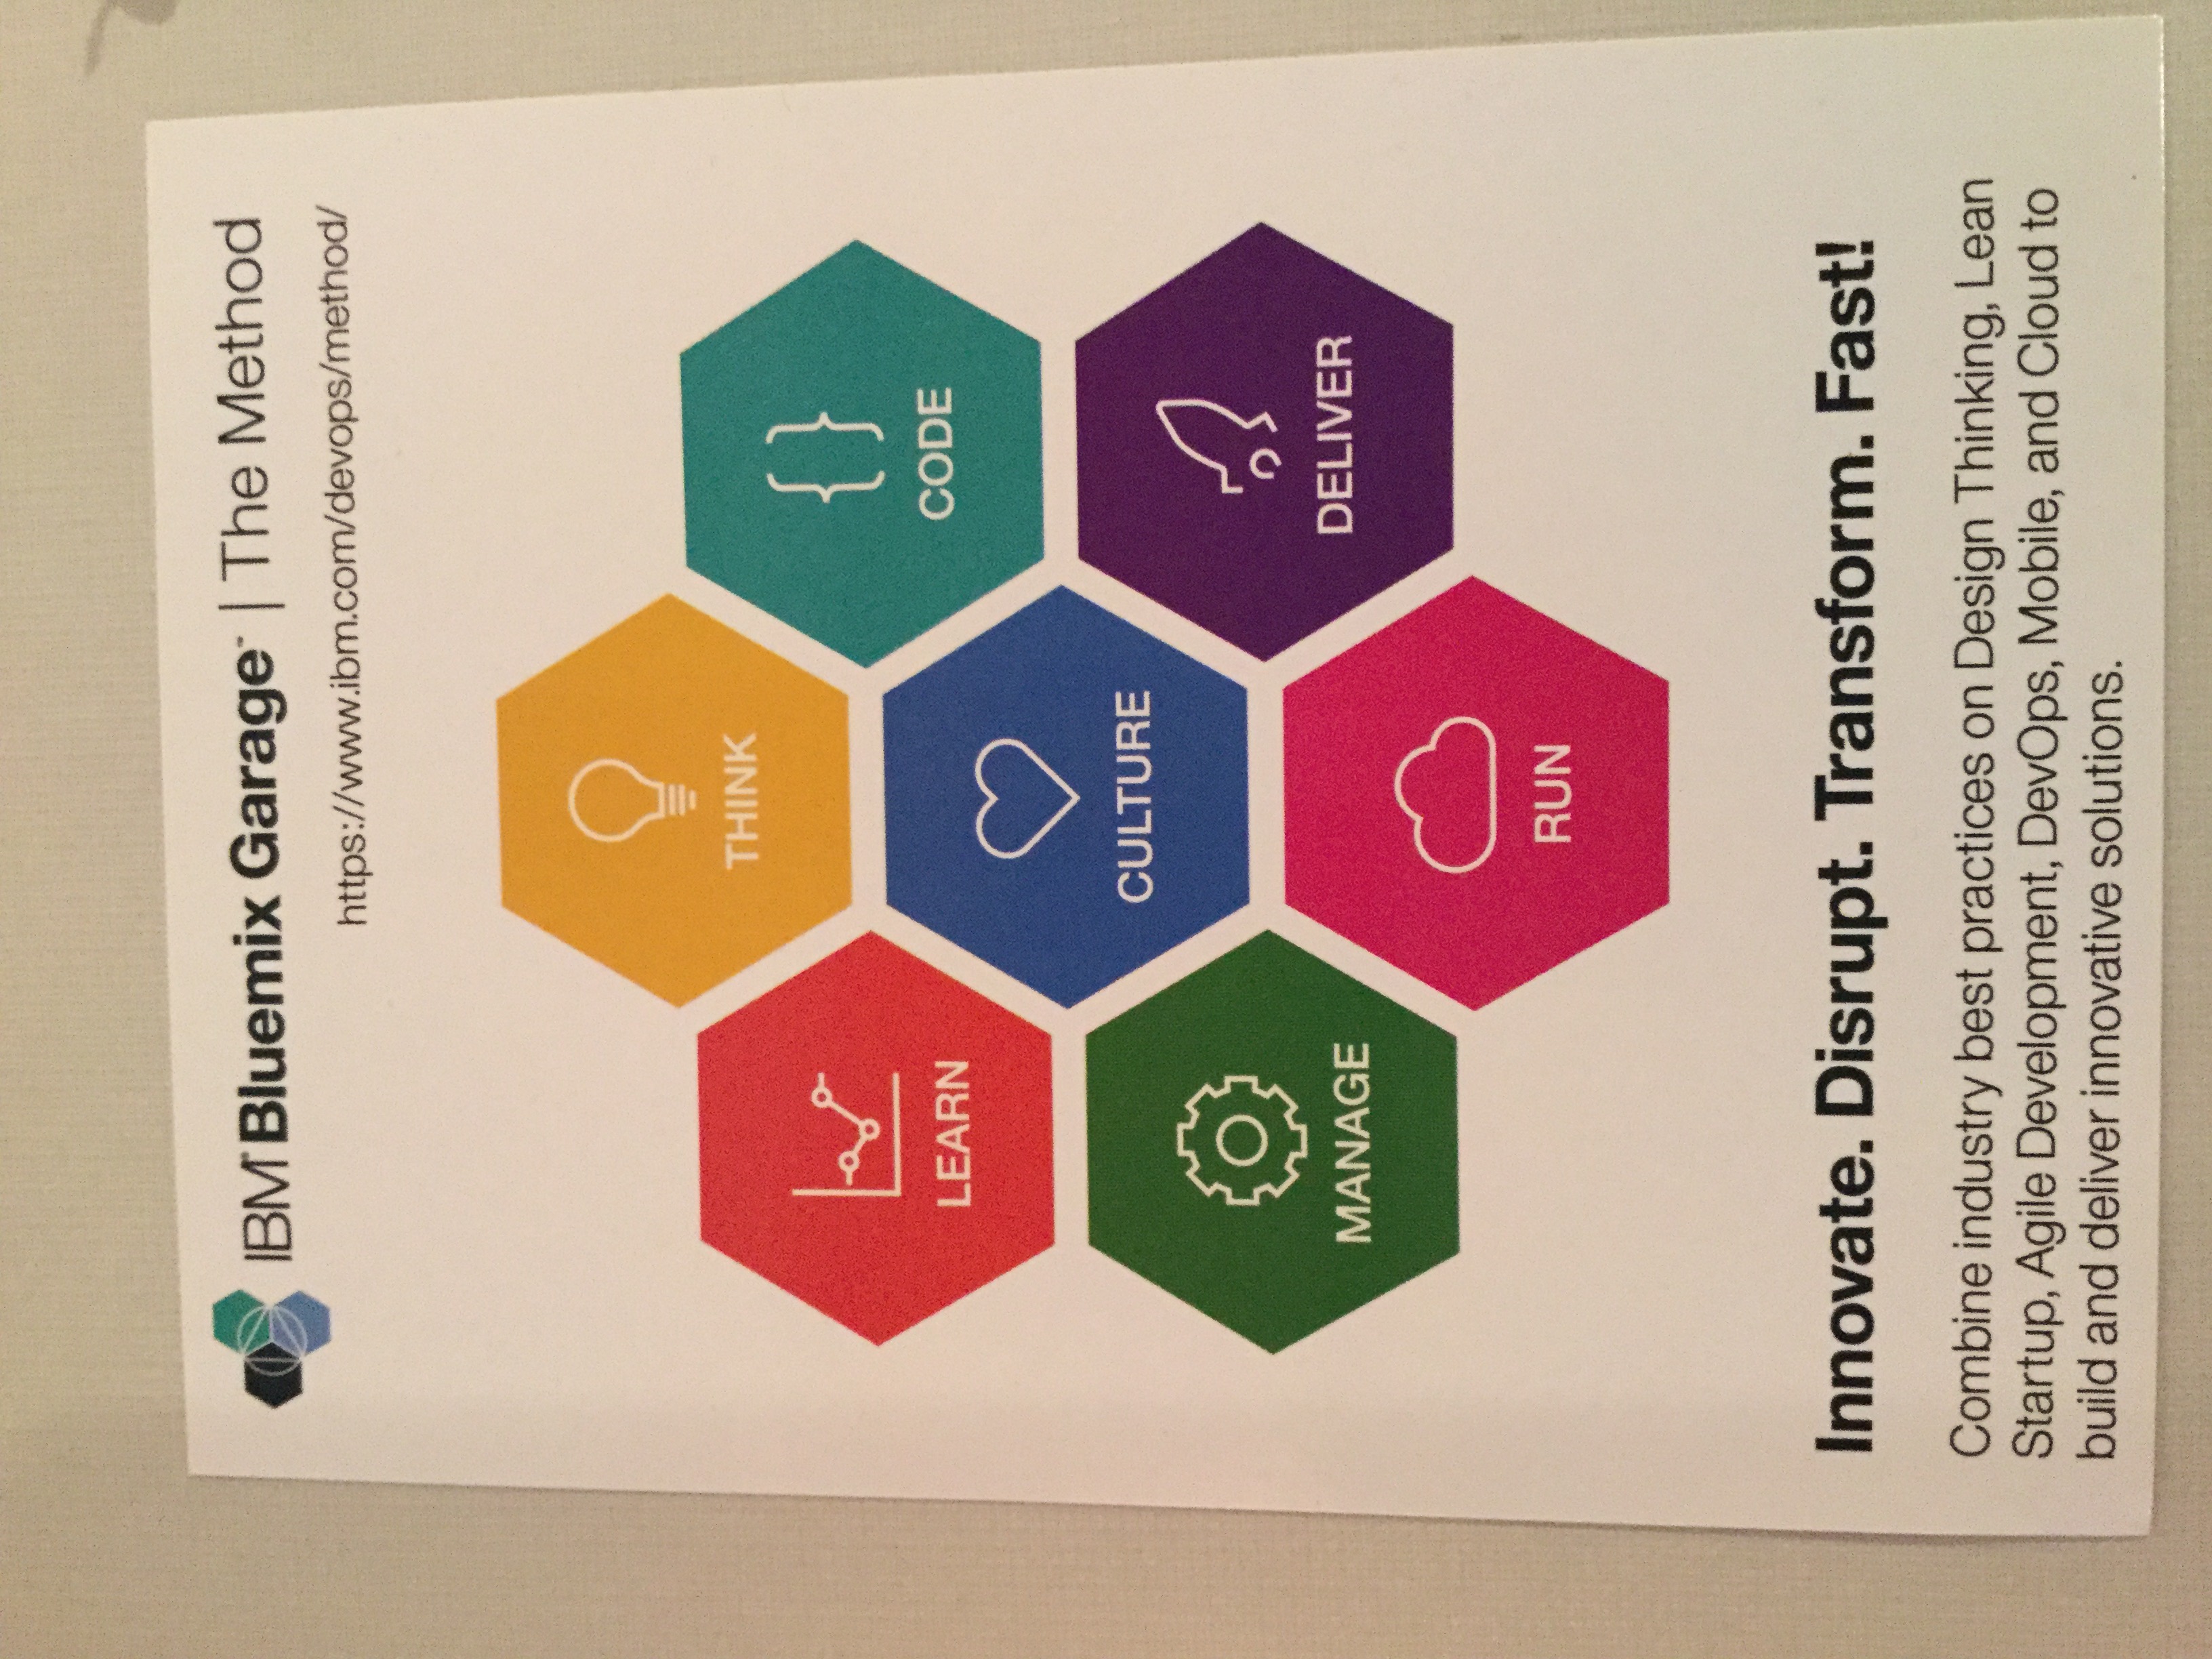 IBM® Bluemix Garage™ | The Method
https://www.ibm.com/devops/method/
THINK
LEARN
CODE
CULTURE
MANAGE
DELIVER
RUN
Innovate. Disrupt. Transform. Fast!
Combine industry best practices on Design Thinking, Lean
Startup, Agile Development, DevOps, Mobile, and Cloud to
build and deliver innovative solutions.